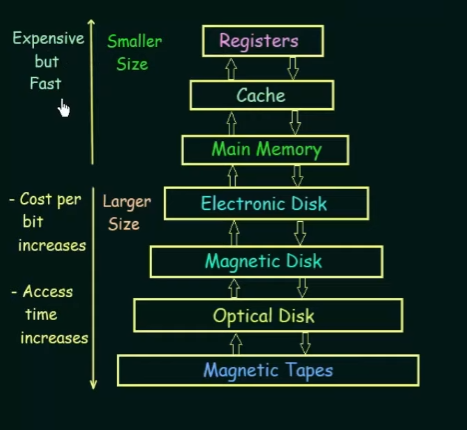 Expensive
but
Fast
Smaller
Size
Registers
Cache
Main Memory
- Cost per
bit
increases
- Access
time
increases
Larger
Size
Electronic Disk
Magnetic Disk
Optical Disk
Magnetic Tapes